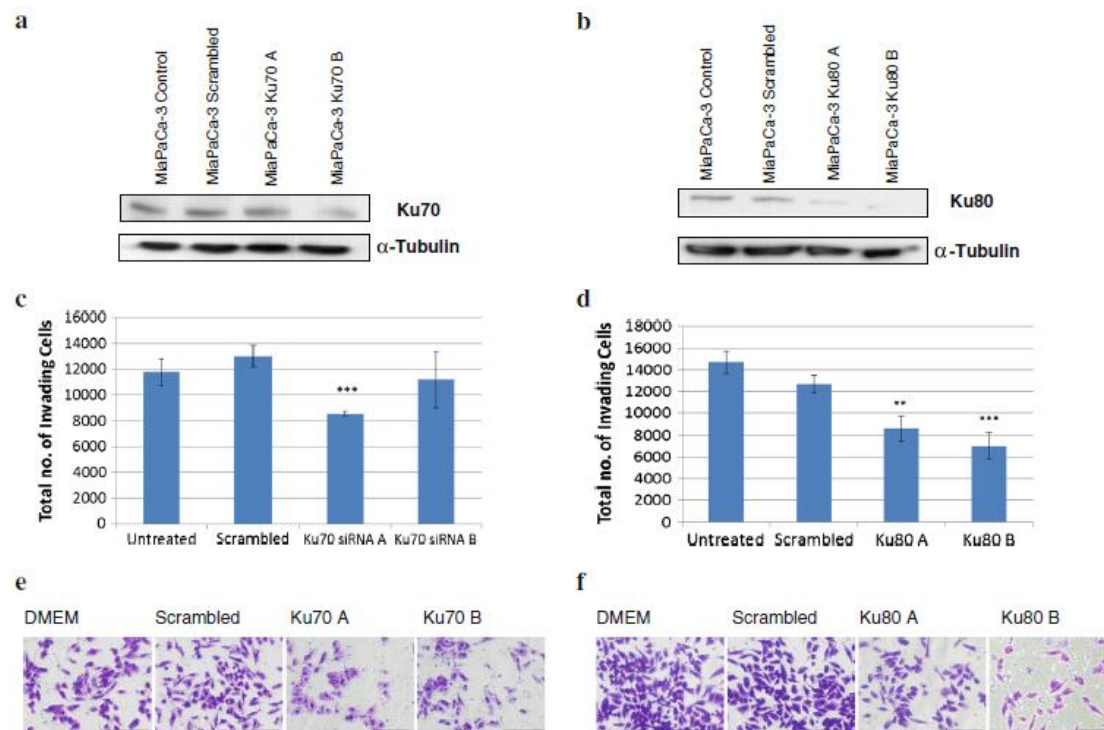 a
MiaPaCa-3 Control
MiaPaCa-3 Scrambled
MiaPaCa-3 Ku70 A
MiaPaCa-3 Ku70 B
Ku70
α-Tubulin
b
MiaPaCa-3 Control
MiaPaCa-3 Scrambled
MiaPaCa-3 Ku80 A
MiaPaCa-3 Ku80 B
Ku80
α-Tubulin
c
Total no. of Invading Cells
16000
14000
12000
10000
8000
6000
4000
2000
0
***
Untreated
Scrambled
Ku70 siRNA A
Ku70 siRNA B
d
Total no. of Invading Cells
18000
16000
14000
12000
10000
8000
6000
4000
2000
0
**
***
Untreated
Scrambled
Ku80 A
Ku80 B
e
DMEM
Scrambled
Ku70 A
Ku70 B
f
DMEM
Scrambled
Ku80 A
Ku80 B